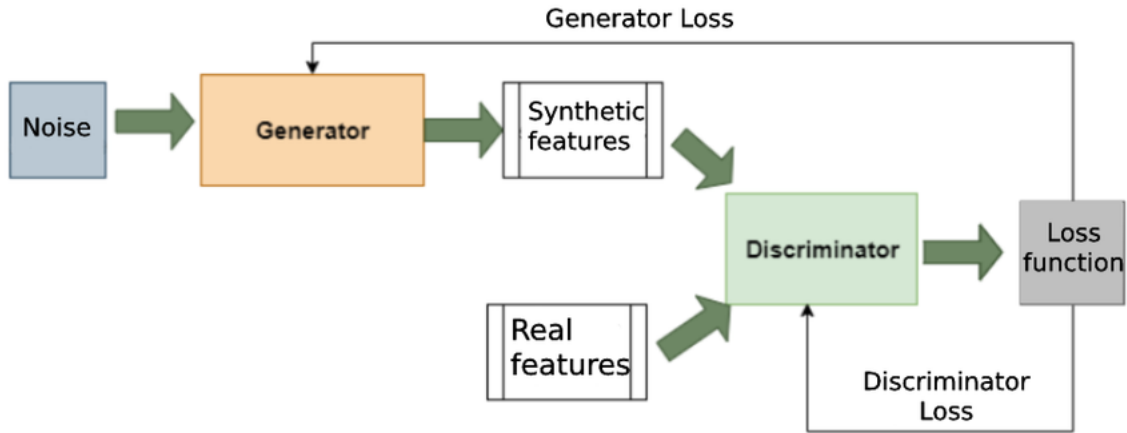 Generator Loss
Noise
Generator
Synthetic
features
Discriminator
Loss
function
Real
features
Discriminator
Loss